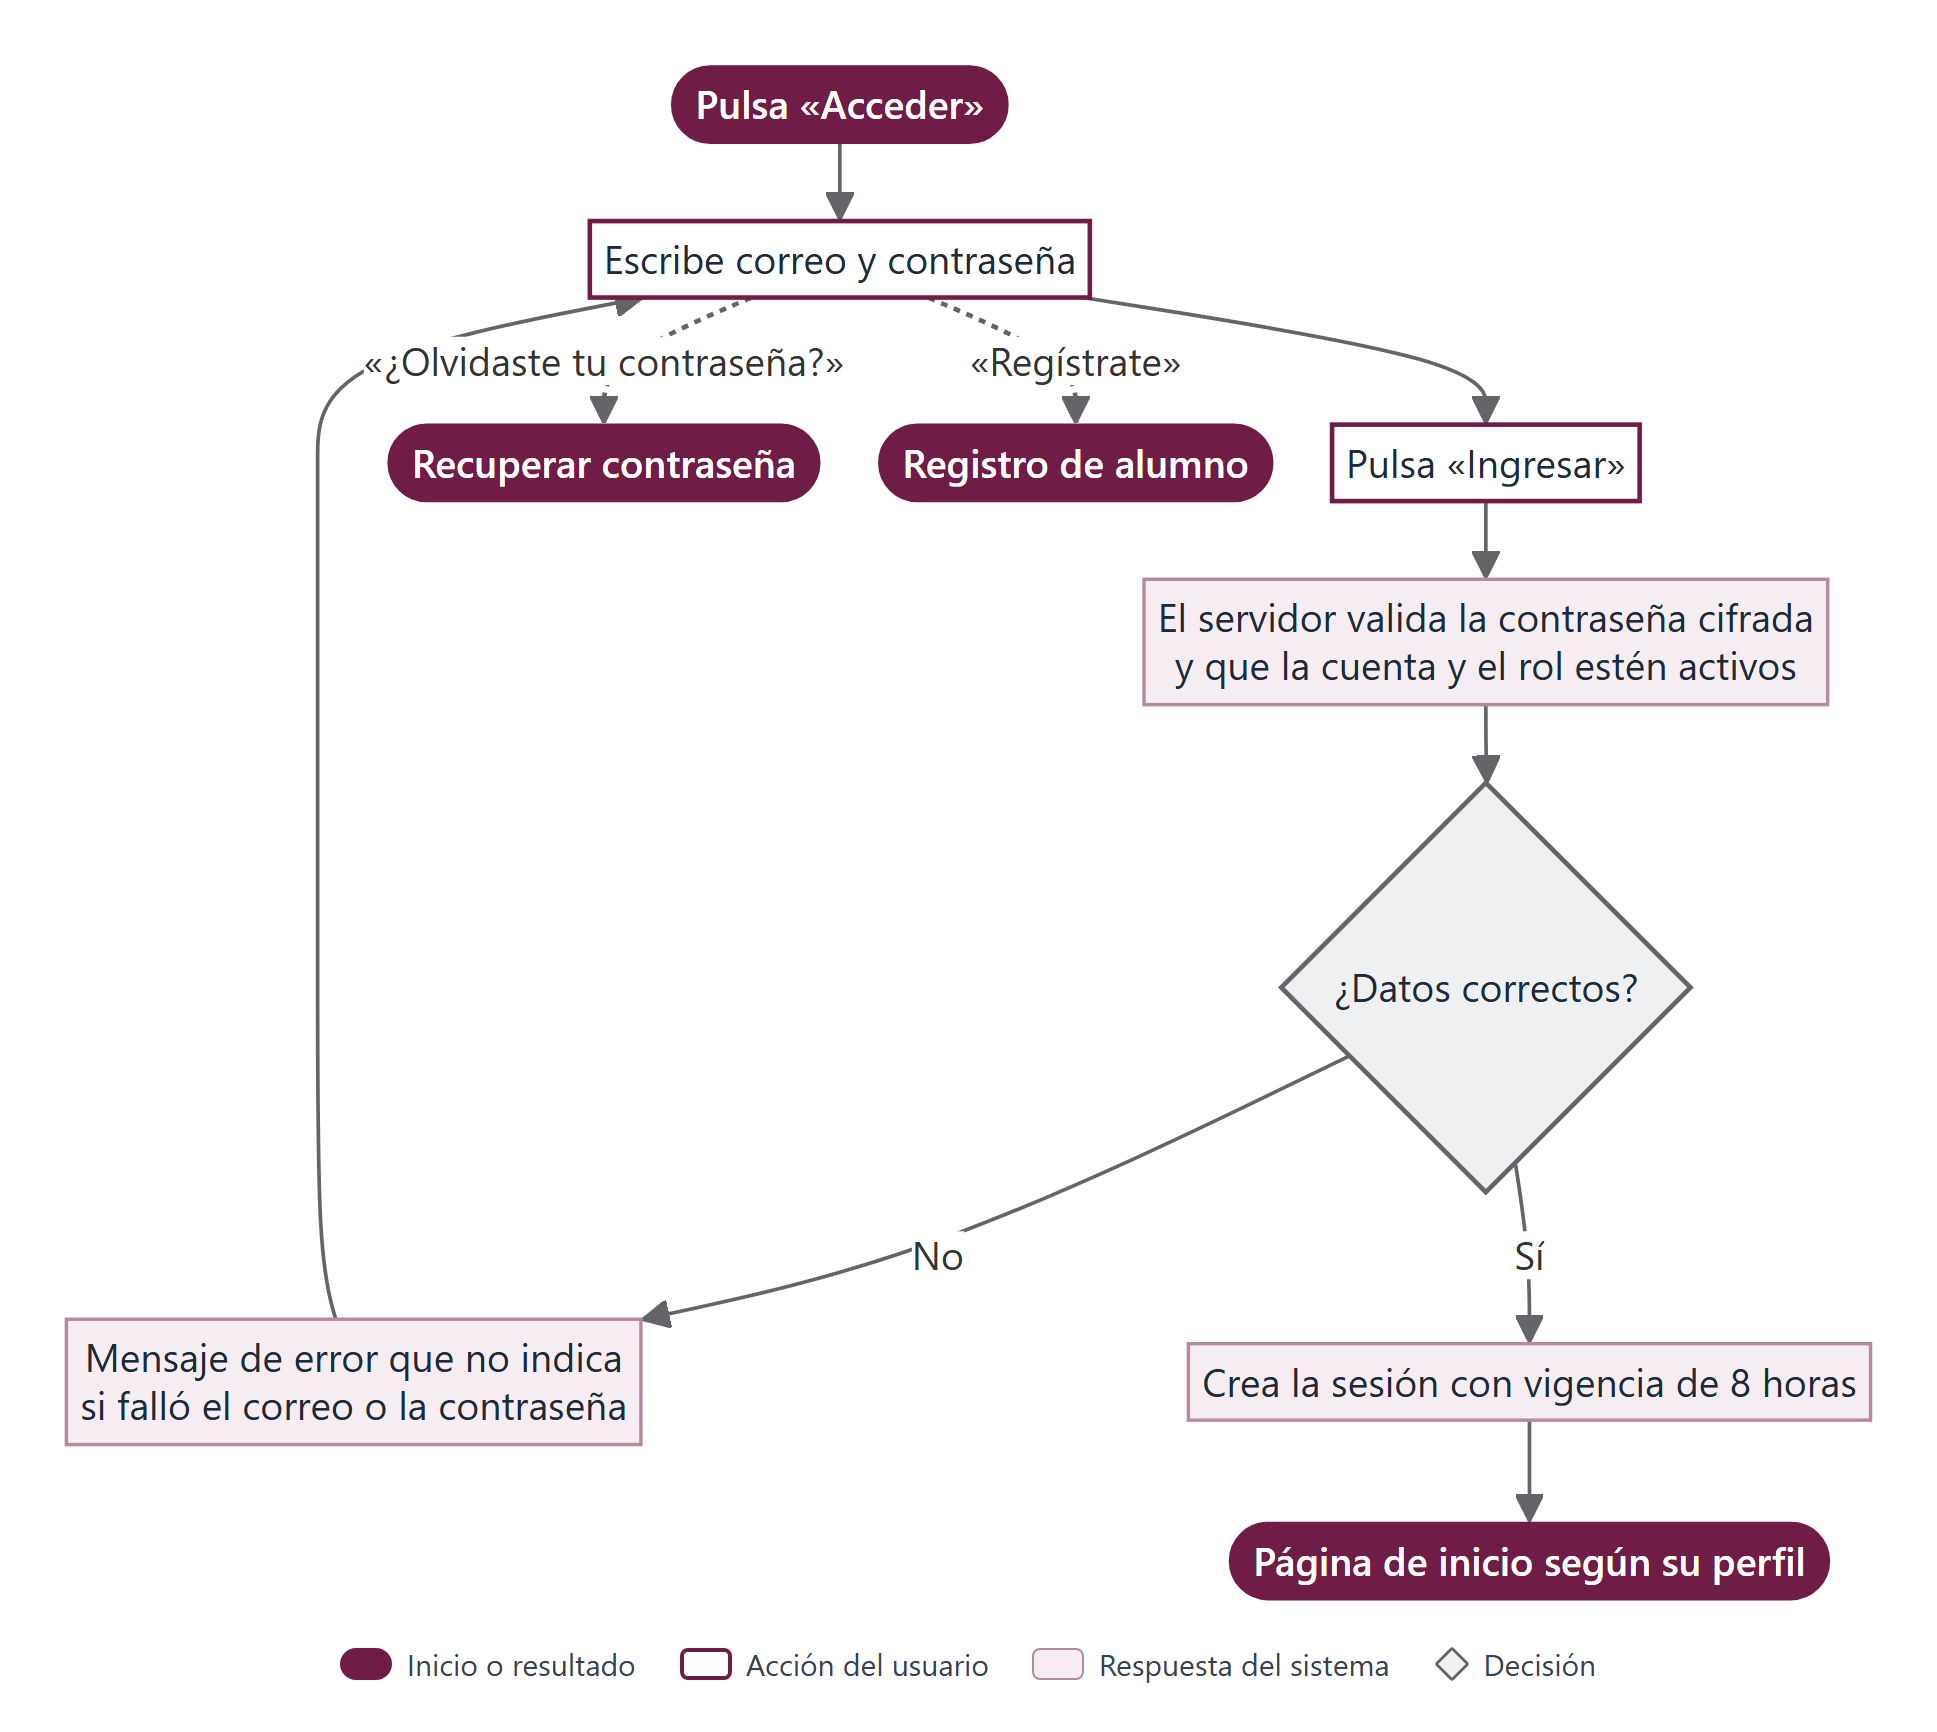 Pulsa «Acceder»
Escribe correo y contraseña
«¿Olvidaste tu contraseña?»
«Regístrate»
Recuperar contraseña
Registro de alumno
Pulsa «Ingresar»
El servidor valida la contraseña cifrada
y que la cuenta y el rol estén activos
¿Datos correctos?
No
Sí
Mensaje de error que no indica
si falló el correo o la contraseña
Crea la sesión con vigencia de 8 horas
Página de inicio según su perfil
Inicio o resultado
Acción del usuario
Respuesta del sistema
Decisión